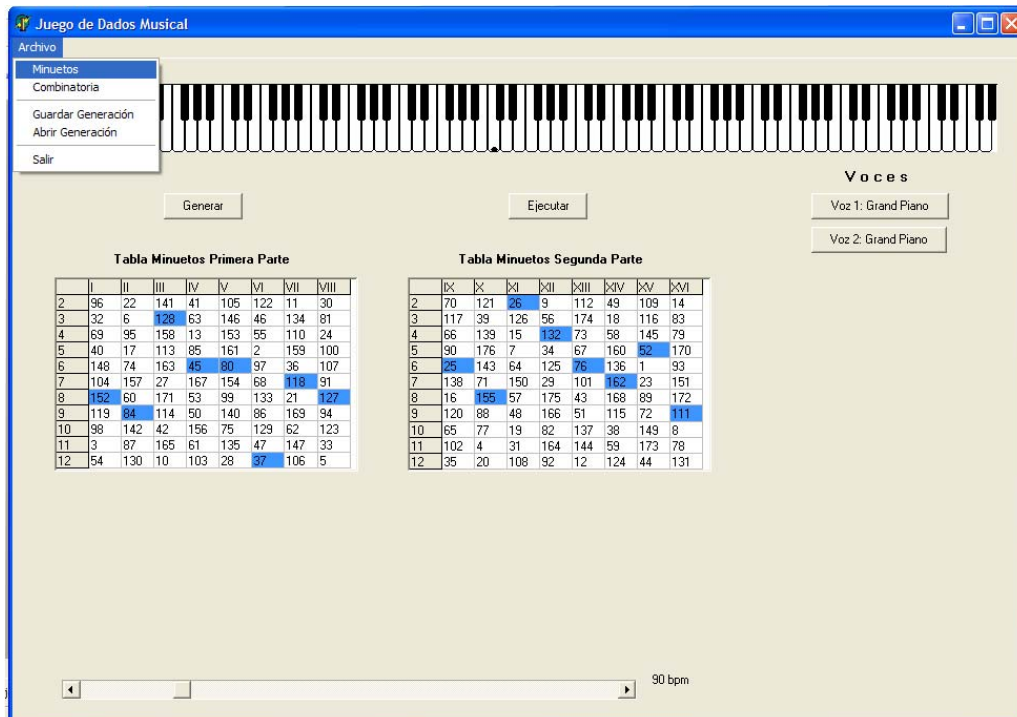 Juego de Dados Musical
Archivo
Minuetos
Combinatoria
Guardar Generación
Abrir Generación
Salir
Voces
Generar
Ejecutar
Voz 1: Grand Piano
Voz 2: Grand Piano
Tabla Minuetos Primera Parte
I II III IV V VI VII VIII
2 96 22 141 41 105 122 11 30
3 32 6 128 63 146 46 134 81
4 69 95 158 13 153 55 110 24
5 40 17 113 85 161 2 159 100
6 148 74 163 45 80 97 36 107
7 104 157 27 167 154 68 118 91
8 152 60 171 53 99 133 21 127
9 119 84 114 50 140 86 169 94
10 98 142 42 156 75 129 62 123
11 3 87 165 61 135 47 147 33
12 54 130 10 103 28 37 106 5
Tabla Minuetos Segunda Parte
IX X XI XII XIII XIV XV XVI
2 70 121 26 9 112 49 109 14
3 117 39 126 56 174 18 116 83
4 66 139 15 132 73 58 145 79
5 90 176 7 34 67 160 52 170
6 25 143 64 125 76 136 1 93
7 138 71 150 29 101 162 23 151
8 16 155 57 175 43 168 89 172
9 120 88 48 166 51 115 72 111
10 65 77 19 82 137 38 149 8
11 102 4 31 164 144 59 173 78
12 35 20 108 92 12 124 44 131
90 bpm